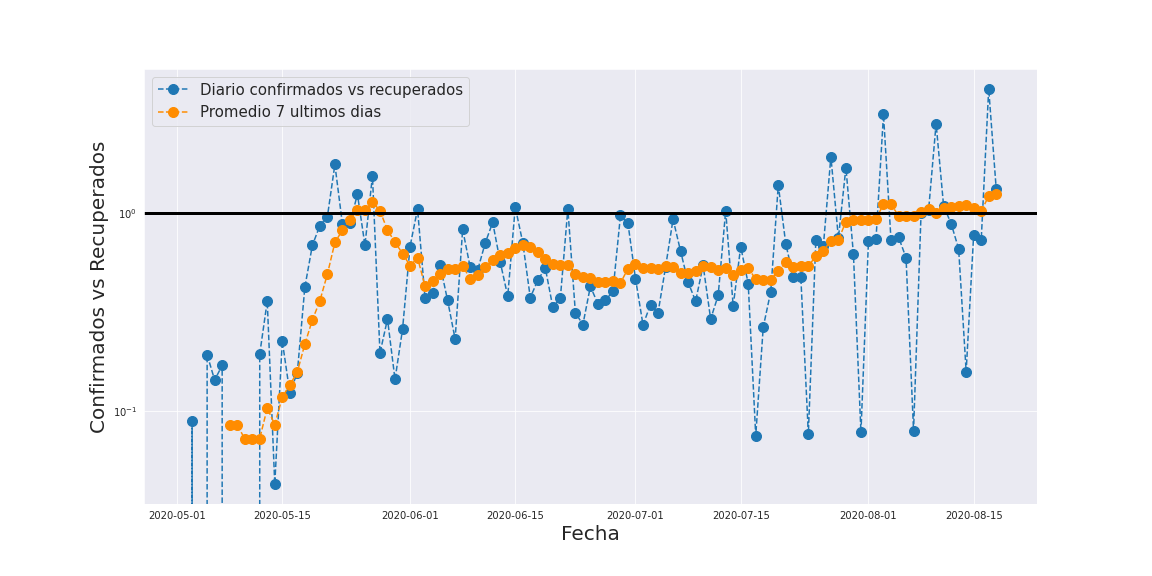 Diario confirmados vs recuperados
Promedio 7 ultimos dias
Confirmados vs Recuperados
10⁰
10⁻¹
2020-05-01 2020-05-15 2020-06-01 2020-06-15 2020-07-01 2020-07-15 2020-08-01 2020-08-15
Fecha